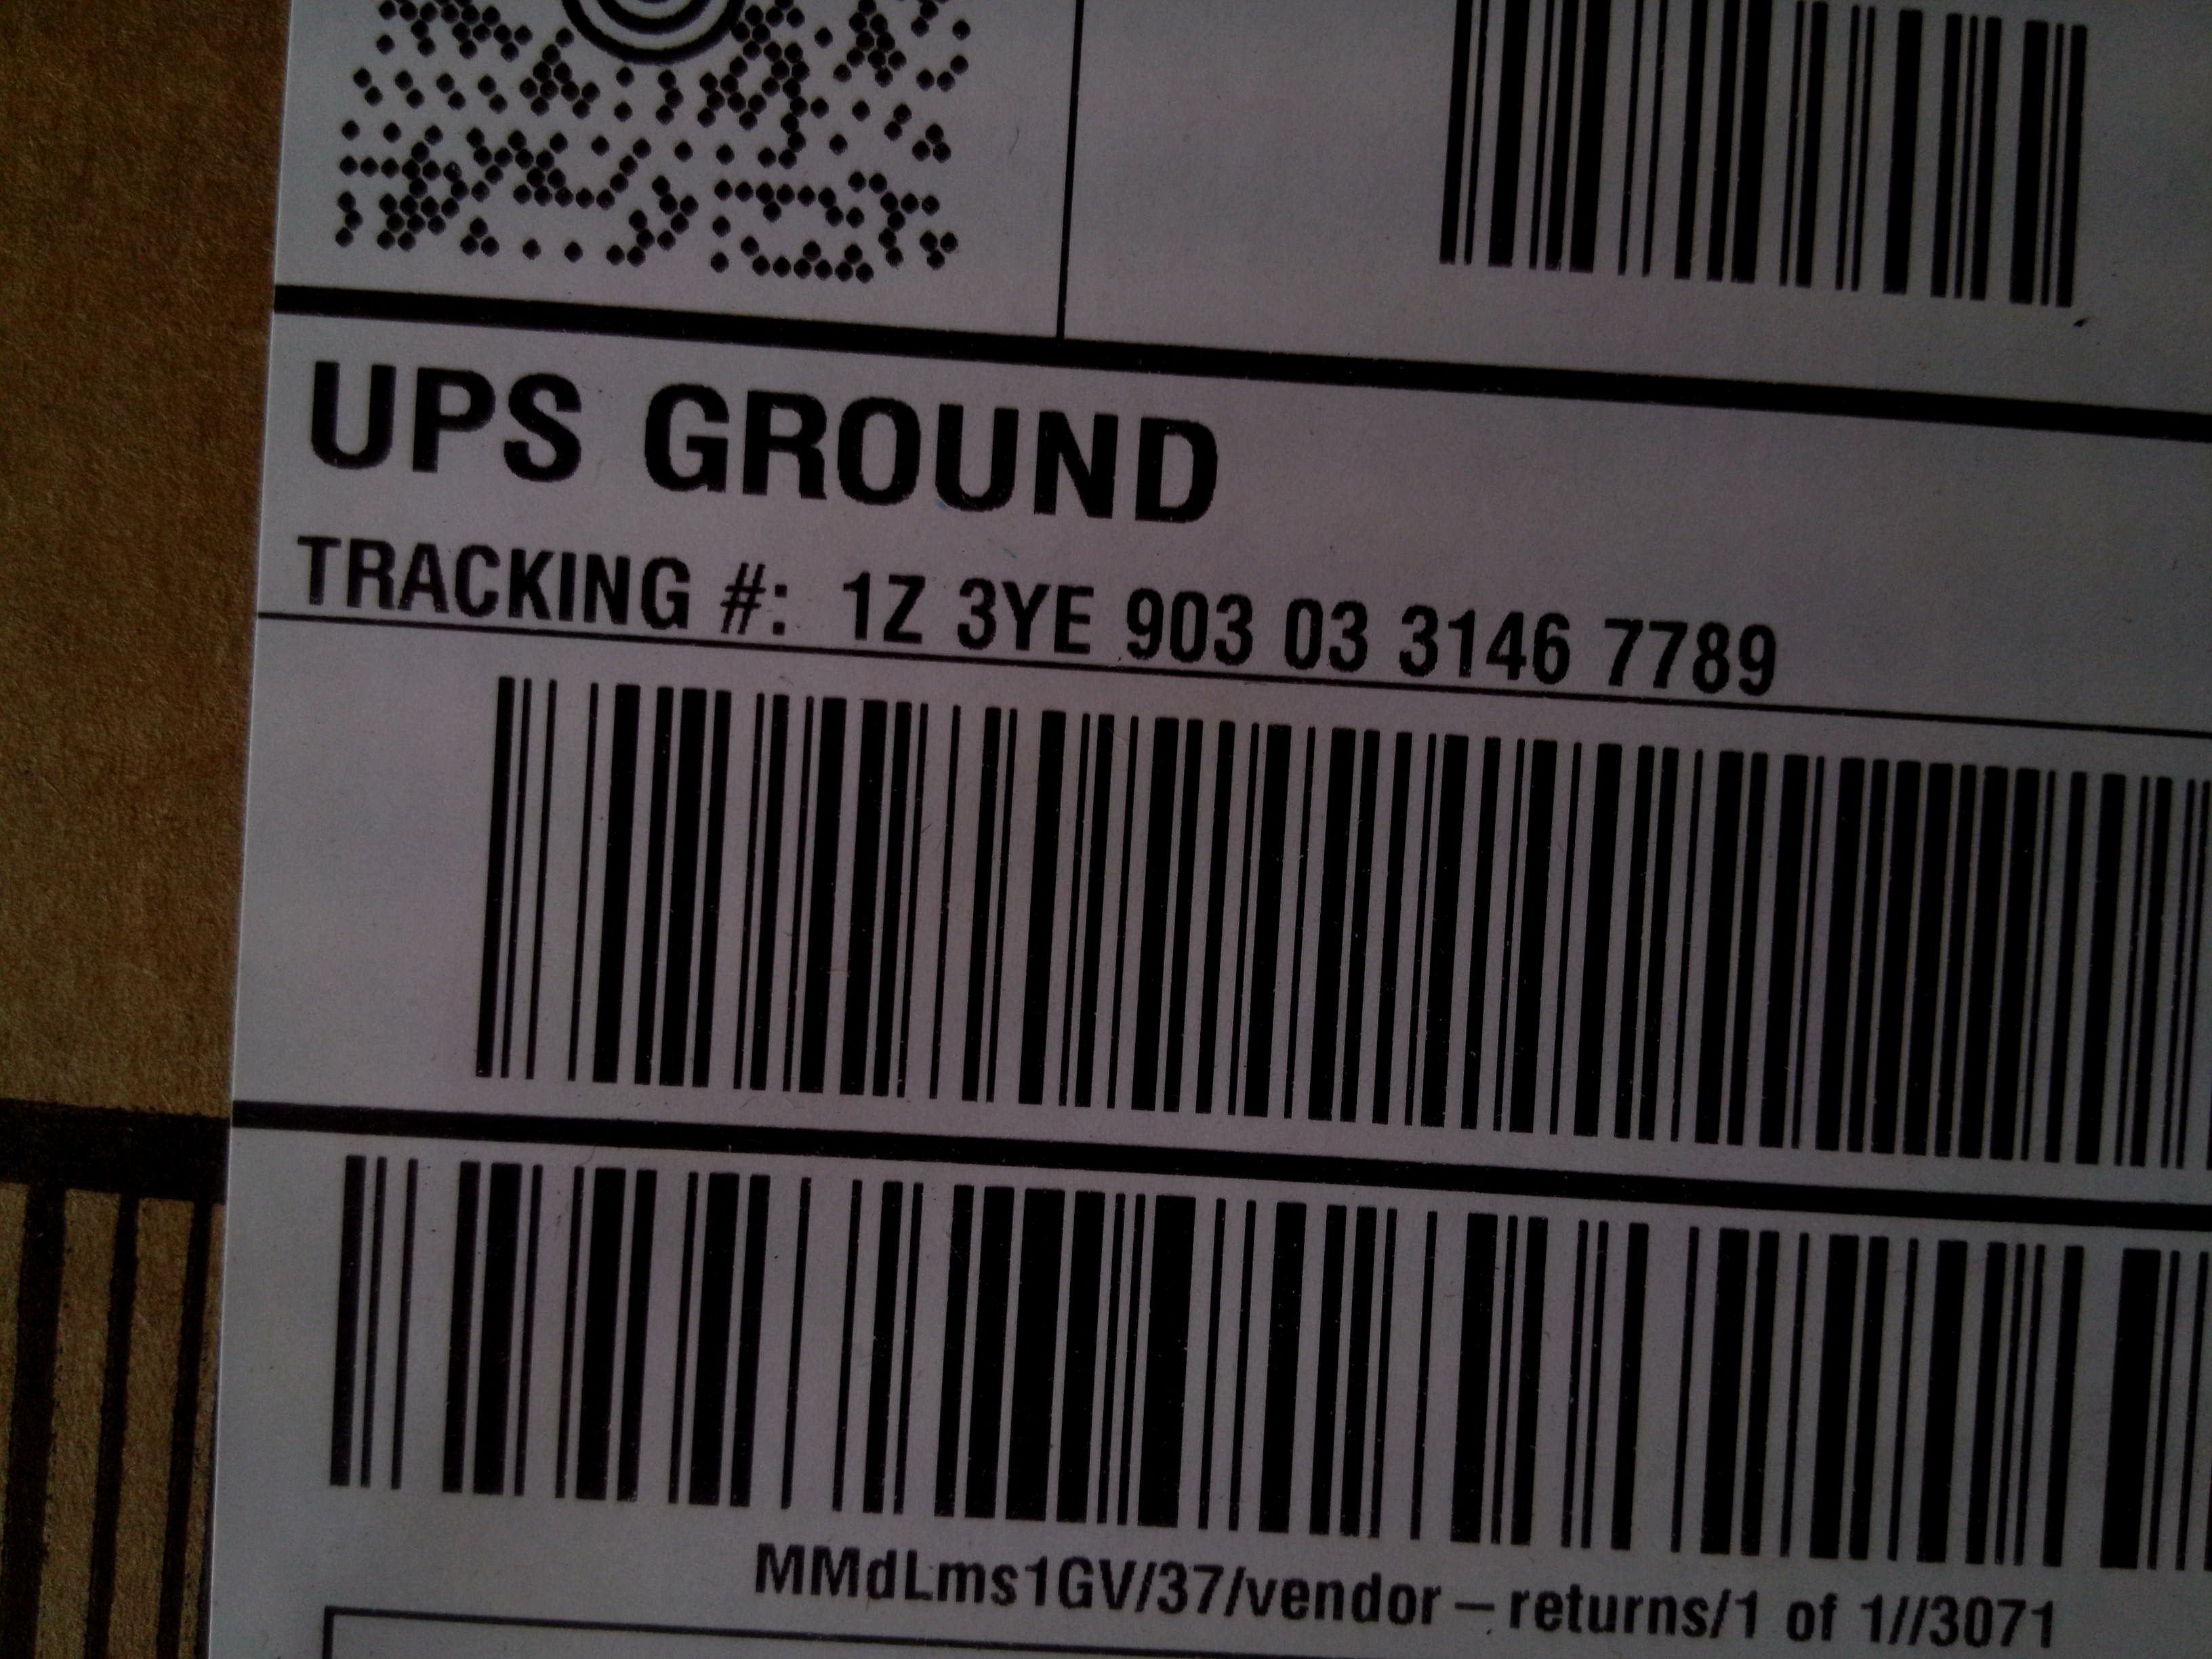 UPS GROUND
TRACKING #: 1Z 3YE 903 03 3146 7789
MMdLms1GV/37/vendor-returns/1 of 1//3071